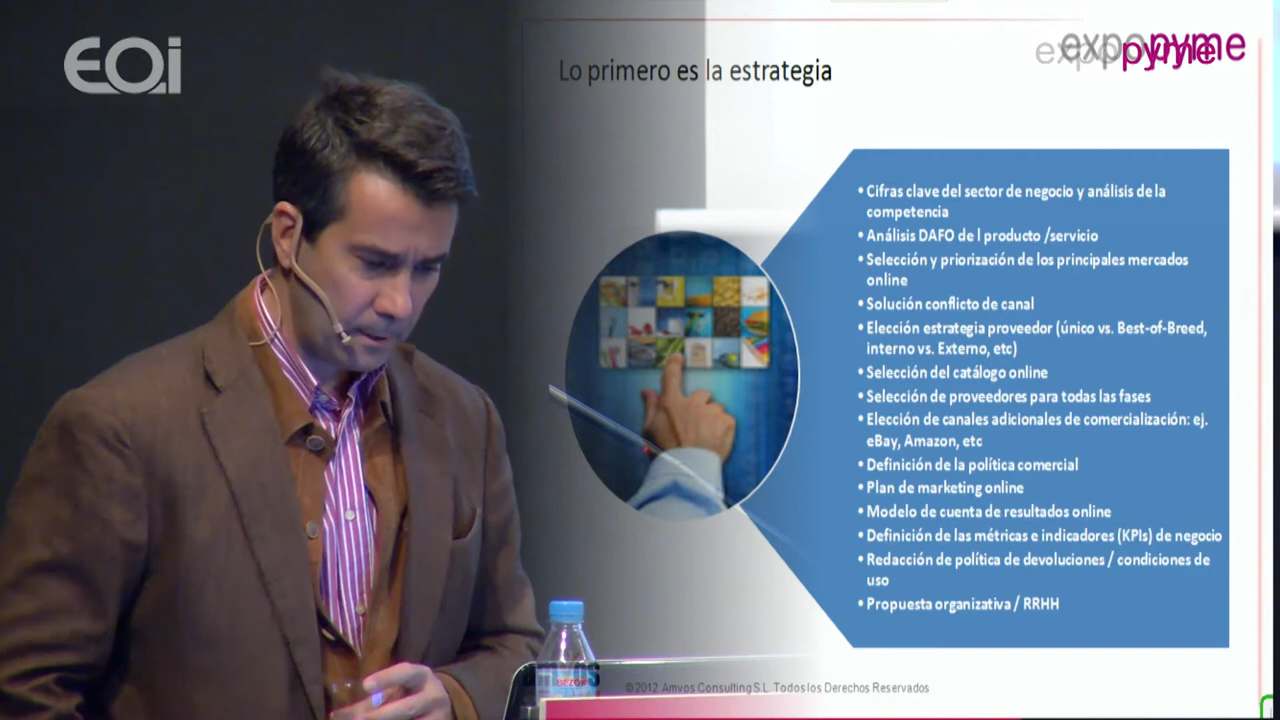 EOi
expopyme
expopyme
Lo primero es la estrategia
• Cifras clave del sector de negocio y análisis de la
competencia
• Análisis DAFO de l producto /servicio
• Selección y priorización de los principales mercados
online
• Solución conflicto de canal
• Elección estrategia proveedor (único vs. Best-of-Breed,
interno vs. Externo, etc)
• Selección del catálogo online
• Selección de proveedores para todas las fases
• Elección de canales adicionales de comercialización: ej.
eBay, Amazon, etc
• Definición de la política comercial
• Plan de marketing online
• Modelo de cuenta de resultados online
• Definición de las métricas e indicadores (KPIs) de negocio
• Redacción de política de devoluciones / condiciones de
uso
• Propuesta organizativa / RRHH
BEZOYA
© 2012 Amvos Consulting S.L. Todos los Derechos Reservados